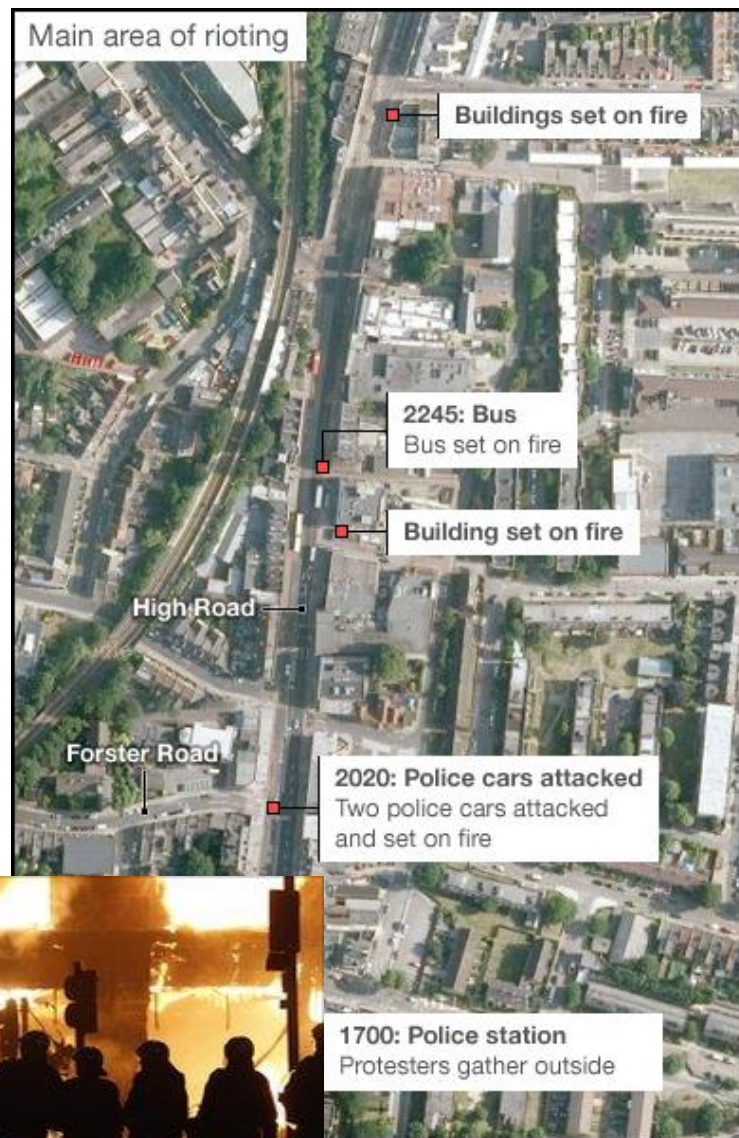 Main area of rioting
Buildings set on fire
2245: Bus
Bus set on fire
Building set on fire
High Road
Forster Road
2020: Police cars attacked
Two police cars attacked
and set on fire
1700: Police station
Protesters gather outside